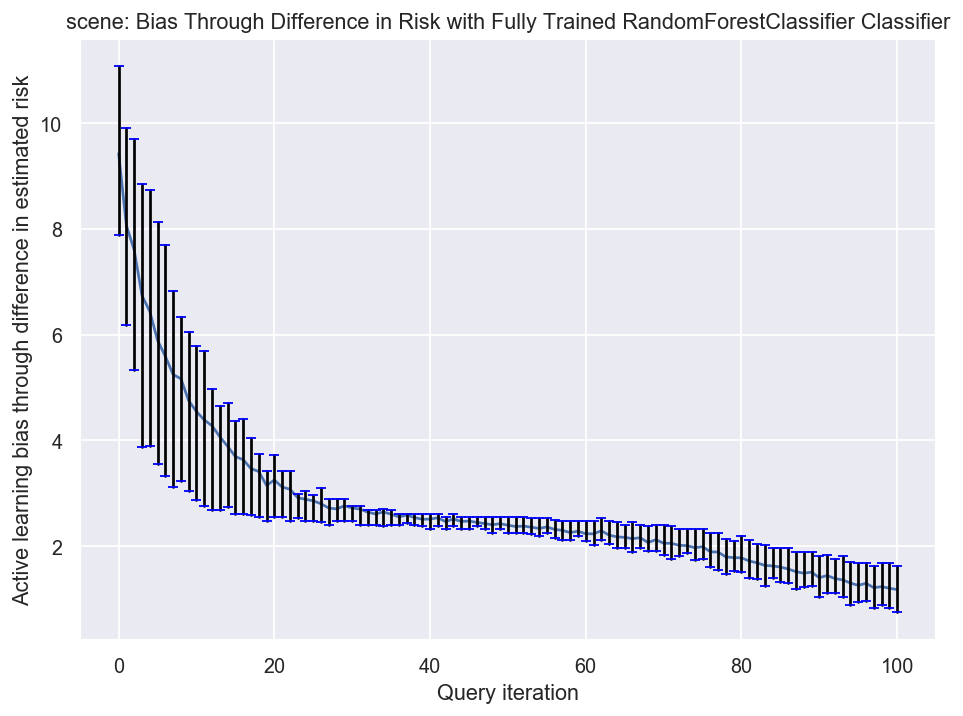 scene: Bias Through Difference in Risk with Fully Trained RandomForestClassifier Classifier
Active learning bias through difference in estimated risk
10
8
6
4
2
0 20 40 60 80 100
Query iteration